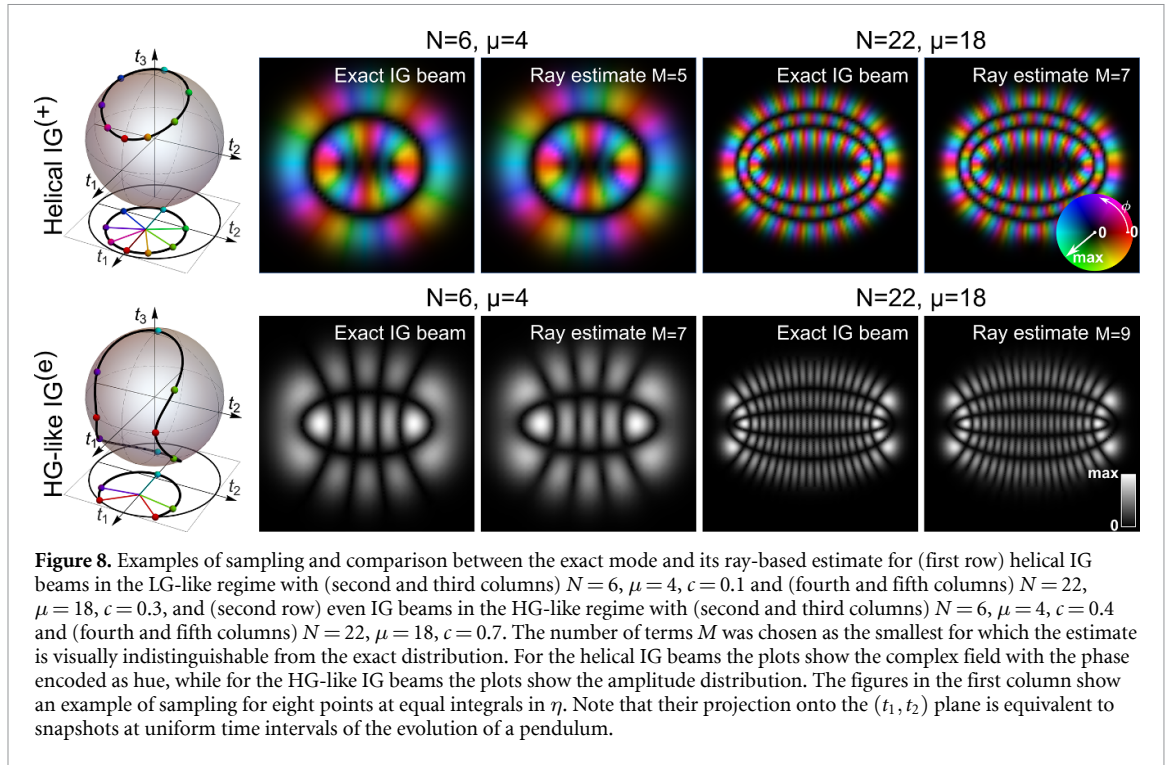 N=6, μ=4
N=22, μ=18
Helical IG(+)
t3
t2
t1
t2
t1
Exact IG beam
Ray estimate M=5
Exact IG beam
Ray estimate M=7
ϕ
0
0
max
N=6, μ=4
N=22, μ=18
HG-like IG(e)
t3
t2
t1
t2
t1
Exact IG beam
Ray estimate M=7
Exact IG beam
Ray estimate M=9
max
0
Figure 8. Examples of sampling and comparison between the exact mode and its ray-based estimate for (first row) helical IG
beams in the LG-like regime with (second and third columns) N = 6, μ = 4, c = 0.1 and (fourth and fifth columns) N = 22,
μ = 18, c = 0.3, and (second row) even IG beams in the HG-like regime with (second and third columns) N = 6, μ = 4, c = 0.4
and (fourth and fifth columns) N = 22, μ = 18, c = 0.7. The number of terms M was chosen as the smallest for which the estimate
is visually indistinguishable from the exact distribution. For the helical IG beams the plots show the complex field with the phase
encoded as hue, while for the HG-like IG beams the plots show the amplitude distribution. The figures in the first column show
an example of sampling for eight points at equal integrals in η. Note that their projection onto the (t1, t2) plane is equivalent to
snapshots at uniform time intervals of the evolution of a pendulum.